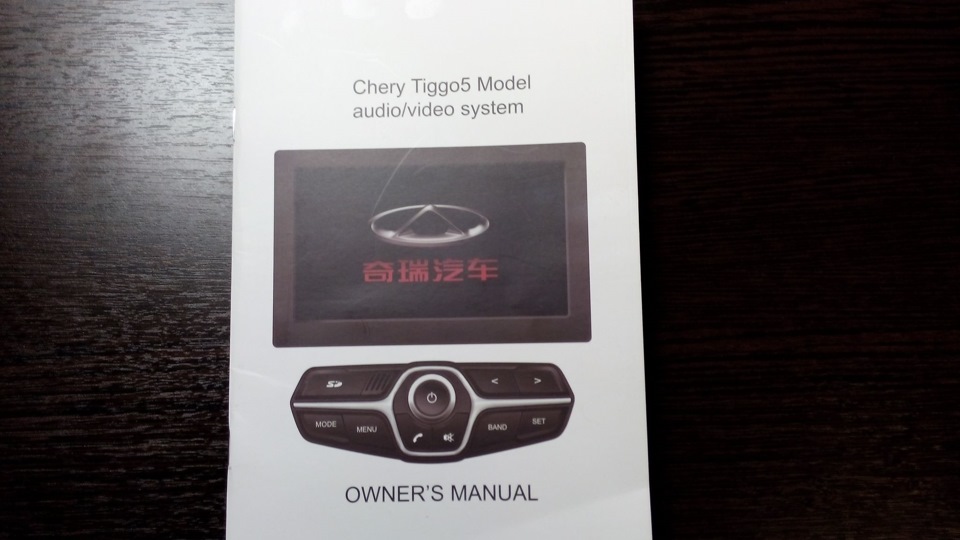 Chery Tiggo5 Model
audio/video system
奇瑞汽车
SD
<
>
MODE
MENU
BAND
SET
OWNER'S MANUAL